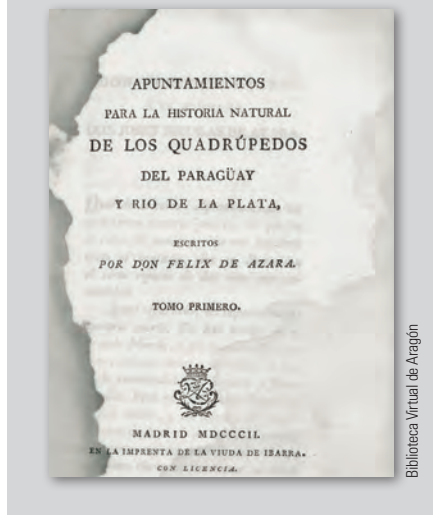 APUNTAMIENTOS
PARA LA HISTORIA NATURAL
DE LOS QUADRÚPEDOS
DEL PARAGÜAY
Y RIO DE LA PLATA,
ESCRITOS
POR DON FELIX DE AZARA.
TOMO PRIMERO.
MADRID MDCCCII.
EN LA IMPRENTA DE LA VIUDA DE IBARRA.
CON LICENCIA.
Biblioteca Virtual de Aragón